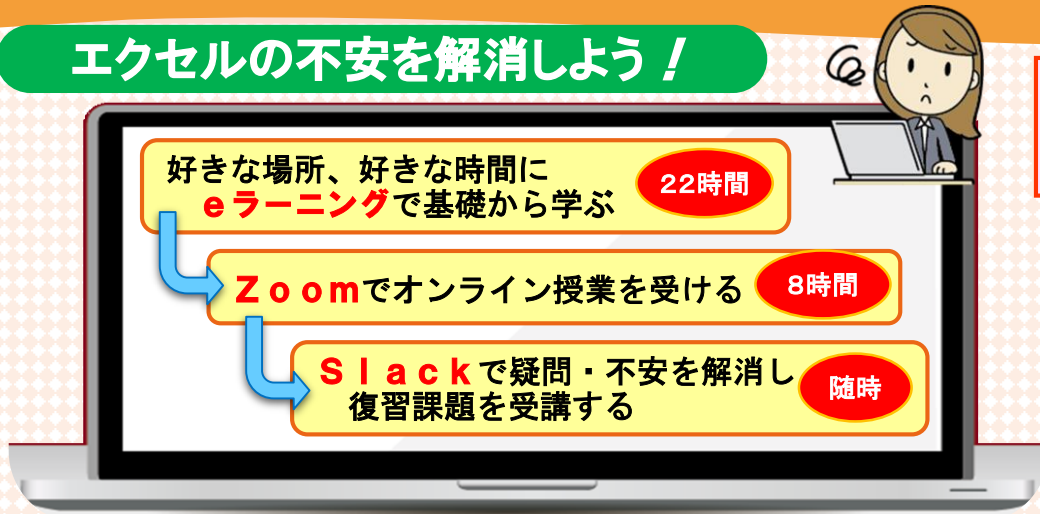 エクセルの不安を解消しよう！
好きな場所、好きな時間に
eラーニングで基礎から学ぶ
22時間
Ｚｏｏｍでオンライン授業を受ける
8時間
Ｓｌａｃｋで疑問・不安を解消し
復習課題を受講する
随時